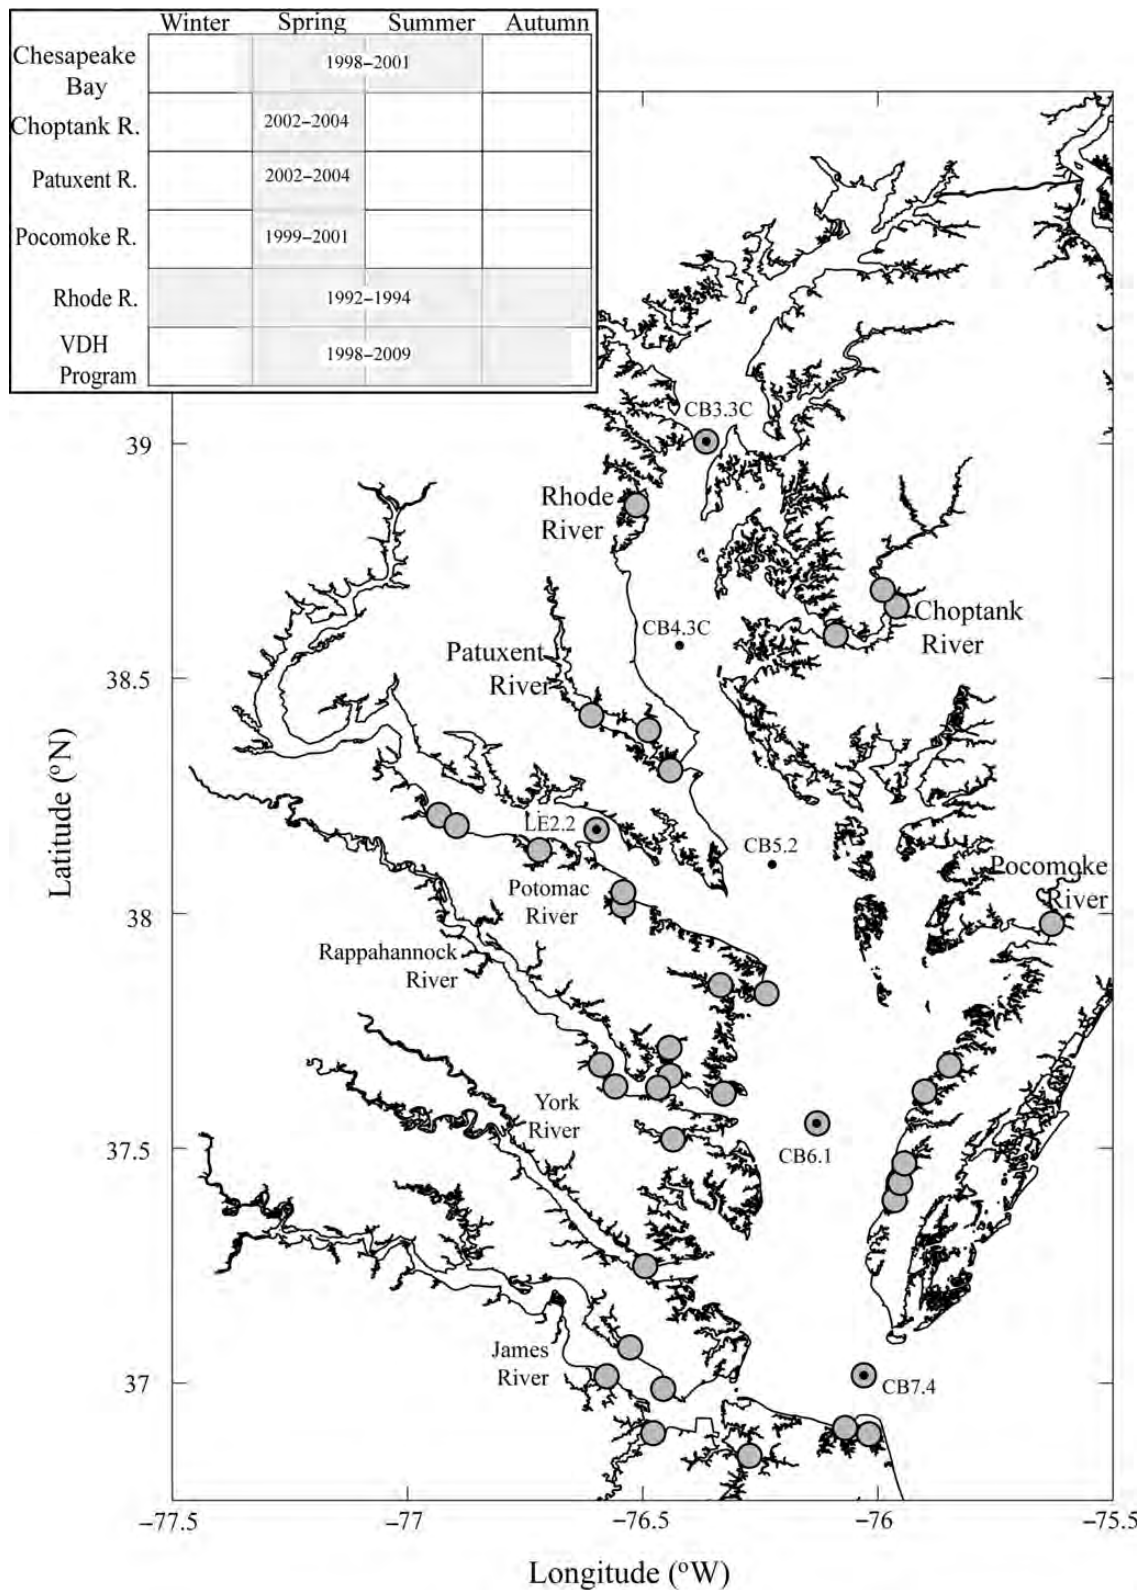 Winter Spring Summer Autumn
Chesapeake
Bay
1998–2001
Choptank R.
2002–2004
Patuxent R.
2002–2004
Pocomoke R.
1999–2001
Rhode R.
1992–1994
VDH
Program
1998–2009
CB3.3C
Rhode
River
Choptank
River
CB4.3C
Patuxent
River
LE2.2
CB5.2
Pocomoke
River
Potomac
River
Rappahannock
River
York
River
CB6.1
James
River
CB7.4
39
38.5
38
37.5
37
Latitude (°N)
−77.5 −77 −76.5 −76 −75.5
Longitude (°W)